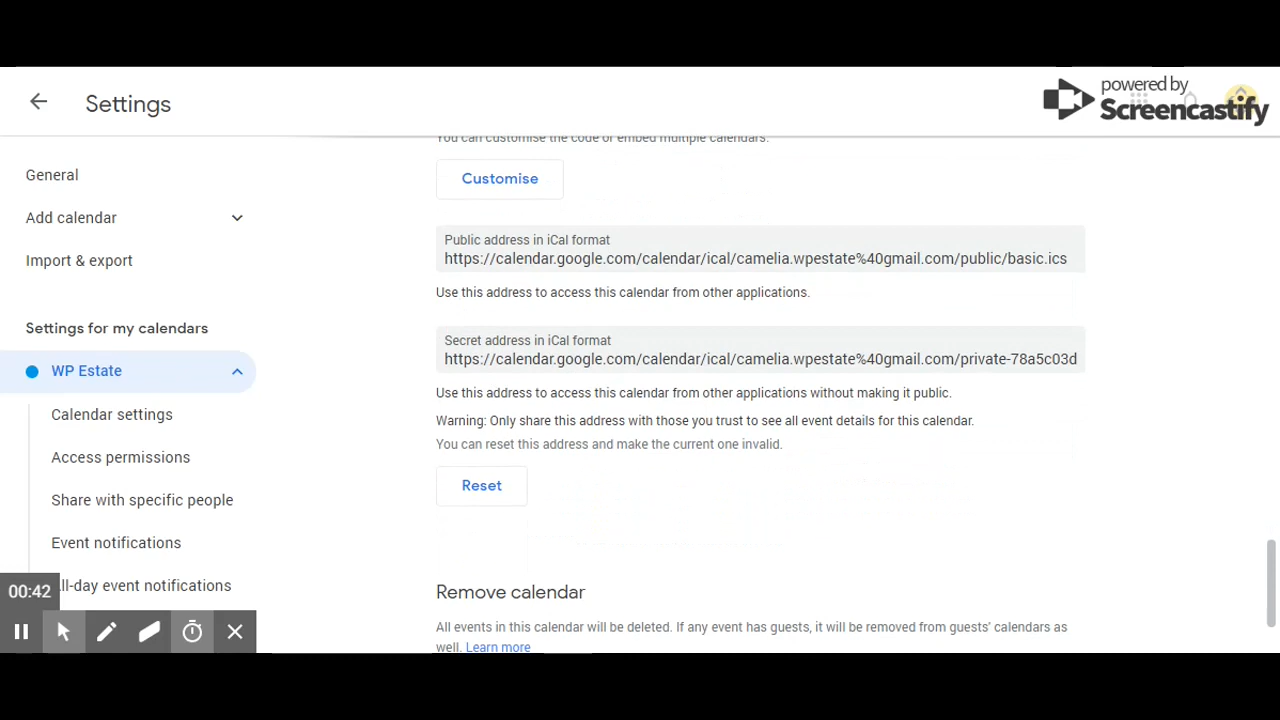 powered by
Screencastify
Settings
You can customise the code or embed multiple calendars.
General
Customise
Add calendar
Public address in iCal format
Import & export
https://calendar.google.com/calendar/ical/camelia.wpestate%40gmail.com/public/basic.ics
Use this address to access this calendar from other applications.
Settings for my calendars
Secret address in iCal format
https://calendar.google.com/calendar/ical/camelia.wpestate%40gmail.com/private-78a5c03d
WP Estate
Use this address to access this calendar from other applications without making it public.
Calendar settings
Warning: Only share this address with those you trust to see all event details for this calendar.
You can reset this address and make the current one invalid.
Access permissions
Reset
Share with specific people
Event notifications
ll-day event notifications
00:42
Remove calendar
All events in this calendar will be deleted. If any event has guests, it will be removed from guests' calendars as
well. Learn more